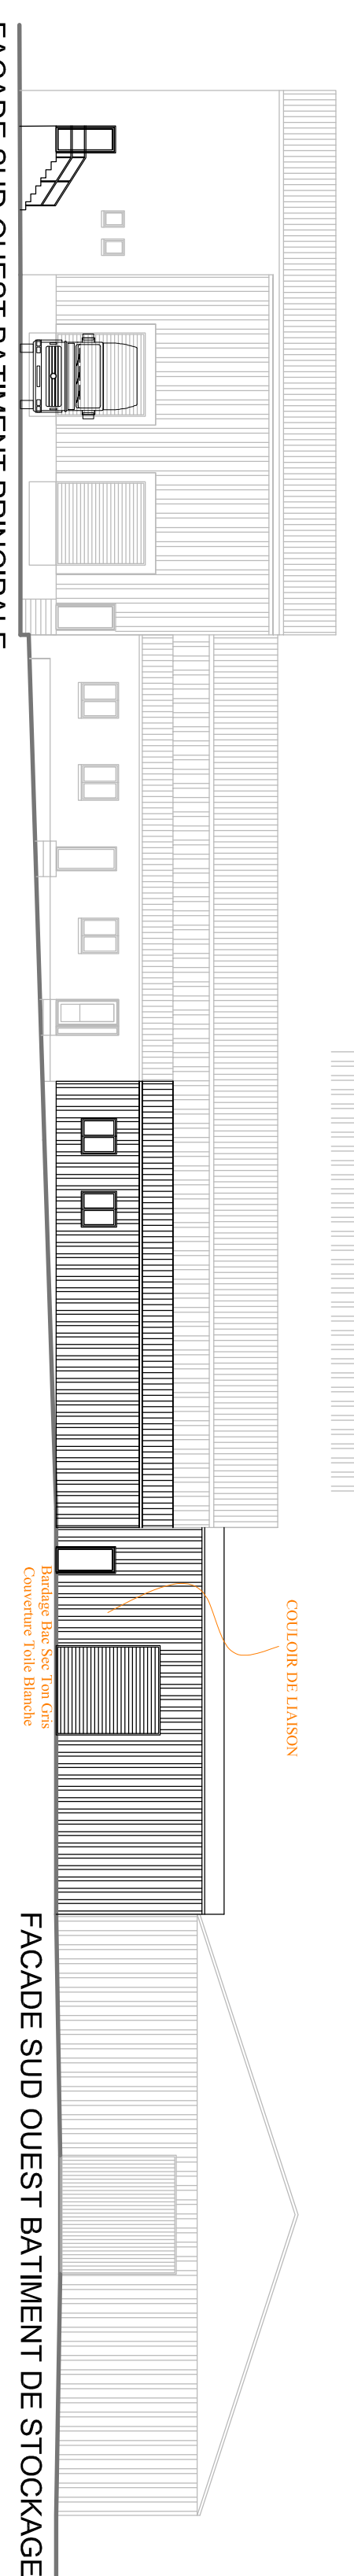 FACADE SUD OUEST BATIMENT PRINCIPALE
COULOIR DE LIAISON
Bardage Bac Sec Ton Gris
Couverture Toile Blanche
FACADE SUD OUEST BATIMENT DE STOCKAGE